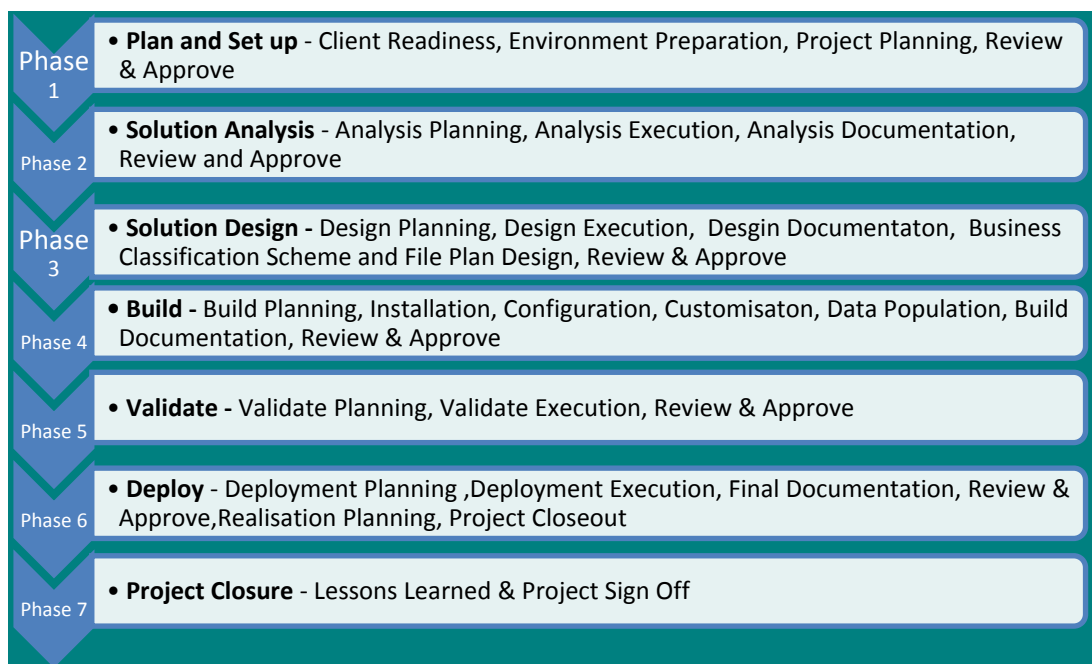 Phase
1
• Plan and Set up - Client Readiness, Environment Preparation, Project Planning, Review
& Approve
Phase 2
• Solution Analysis - Analysis Planning, Analysis Execution, Analysis Documentation,
Review and Approve
Phase
3
• Solution Design - Design Planning, Design Execution, Desgin Documentaton, Business
Classification Scheme and File Plan Design, Review & Approve
Phase 4
• Build - Build Planning, Installation, Configuration, Customisaton, Data Population, Build
Documentation, Review & Approve
Phase 5
• Validate - Validate Planning, Validate Execution, Review & Approve
Phase 6
• Deploy - Deployment Planning ,Deployment Execution, Final Documentation, Review &
Approve,Realisation Planning, Project Closeout
Phase 7
• Project Closure - Lessons Learned & Project Sign Off